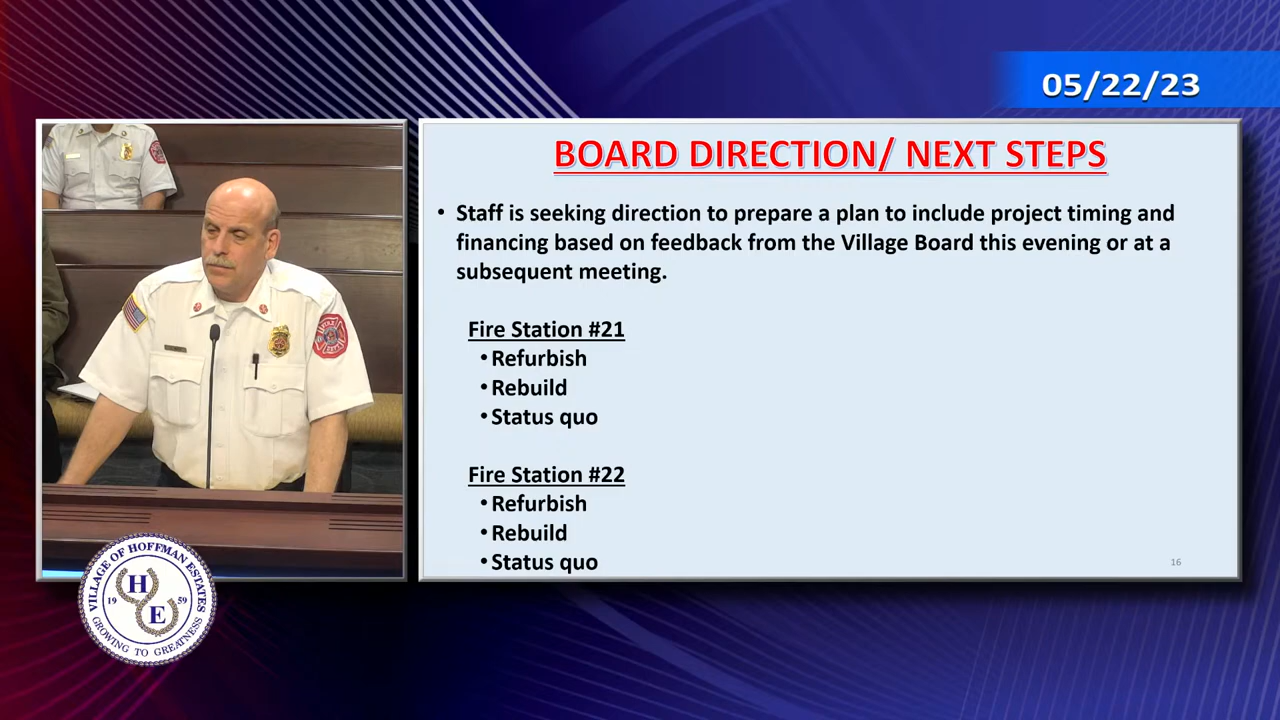 05/22/23
BOARD DIRECTION/ NEXT STEPS
• Staff is seeking direction to prepare a plan to include project timing and
financing based on feedback from the Village Board this evening or at a
subsequent meeting.
Fire Station #21
• Refurbish
• Rebuild
• Status quo
Fire Station #22
• Refurbish
• Rebuild
• Status quo
16
VILLAGE OF HOFFMAN ESTATES
H
19 59
E
GROWING TO GREATNESS